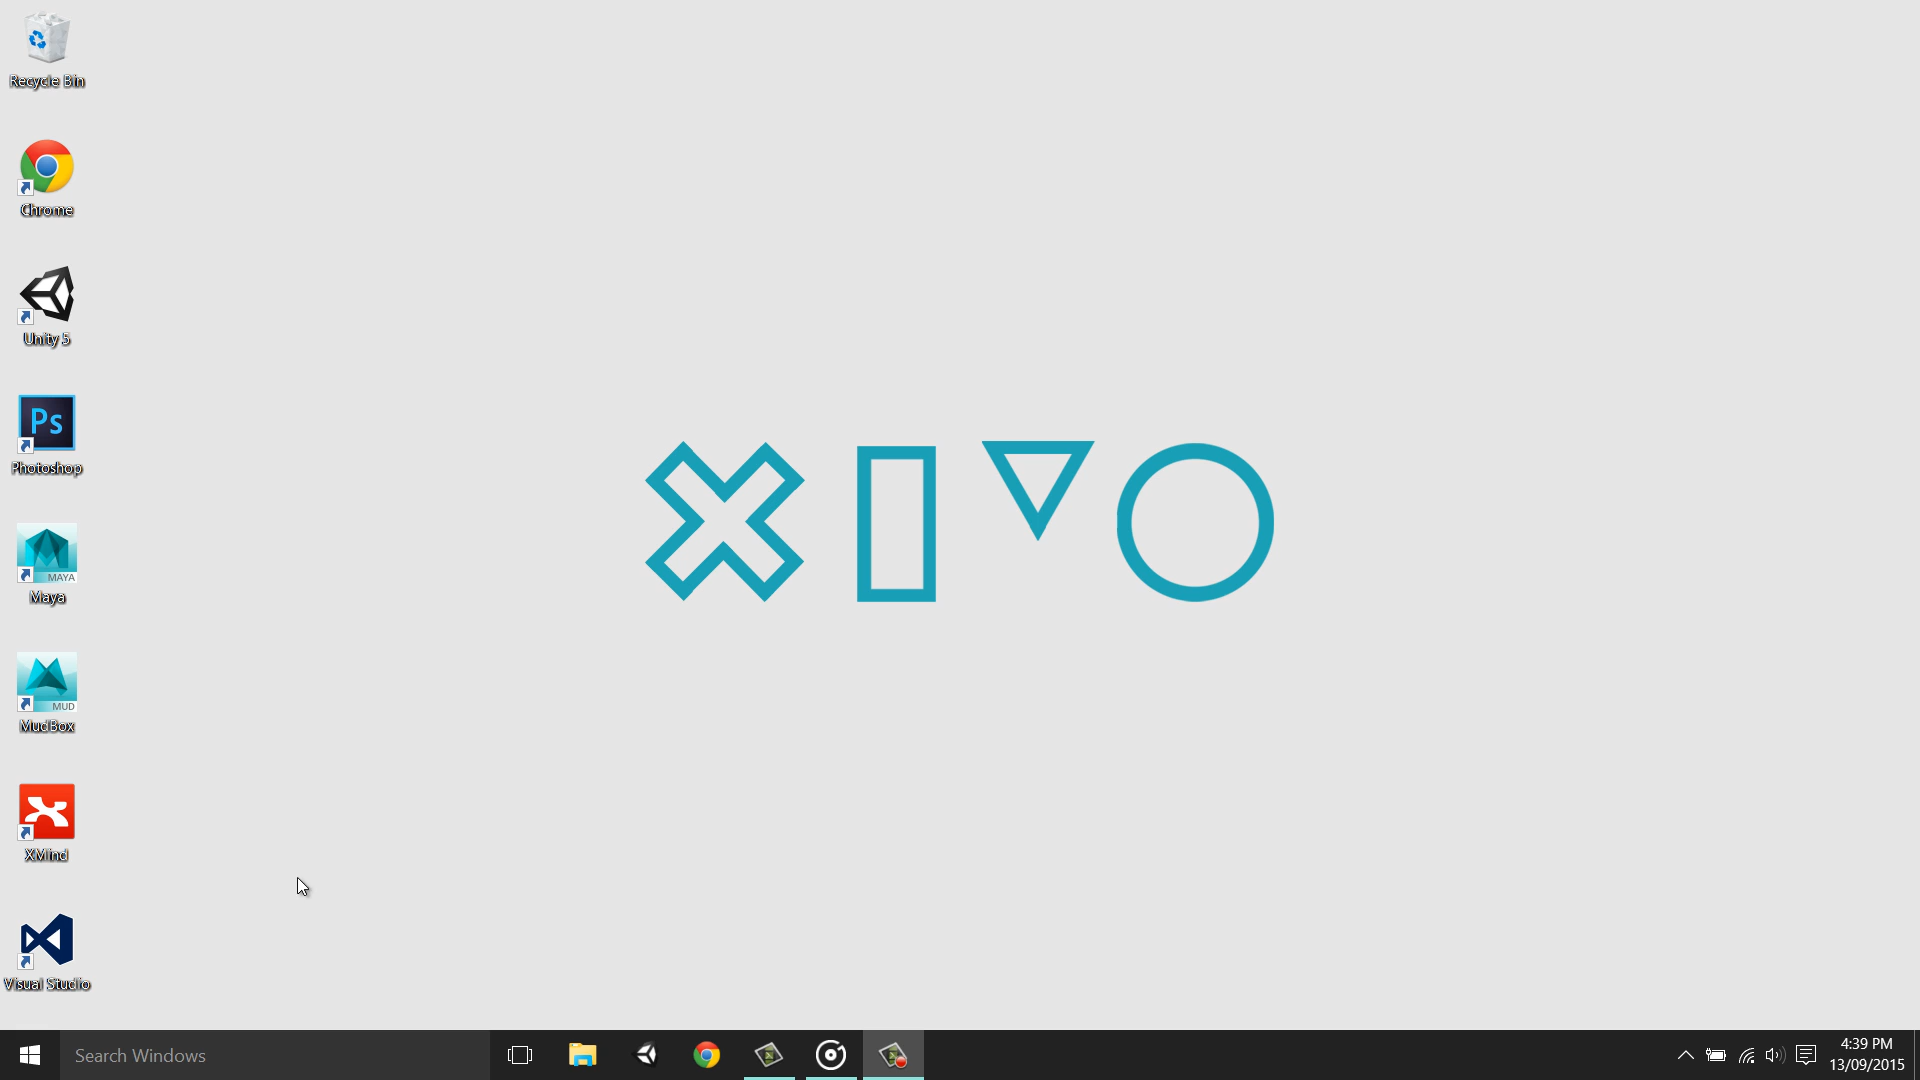 Recycle Bin
Chrome
Unity 5
Ps
Photoshop
MAYA
Maya
MUD
MudBox
XMind
Visual Studio
XIVO
Search Windows
4:39 PM
13/09/2015